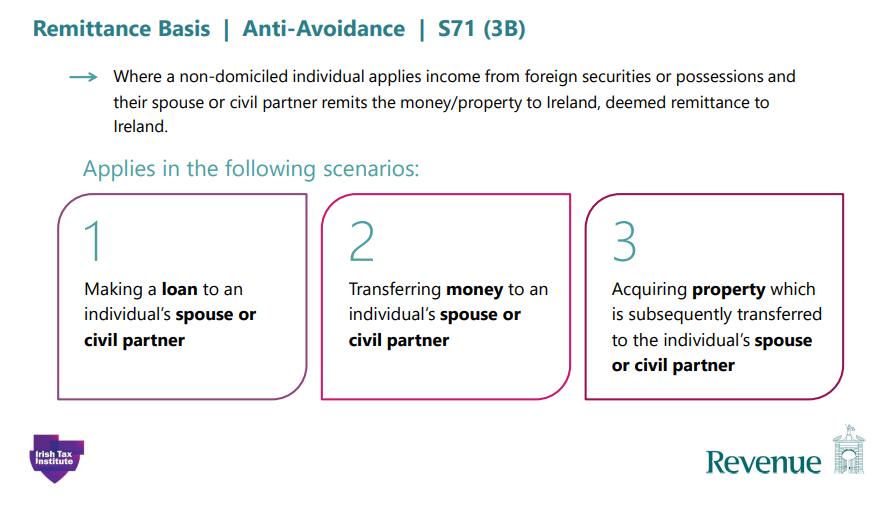 Remittance Basis | Anti-Avoidance | S71 (3B)
Where a non-domiciled individual applies income from foreign securities or possessions and
their spouse or civil partner remits the money/property to Ireland, deemed remittance to
Ireland.
Applies in the following scenarios:
1
Making a loan to an
individual's spouse or
civil partner
2
Transferring money to an
individual's spouse or
civil partner
3
Acquiring property which
is subsequently transferred
to the individual's spouse
or civil partner
Irish Tax
Institute
Revenue